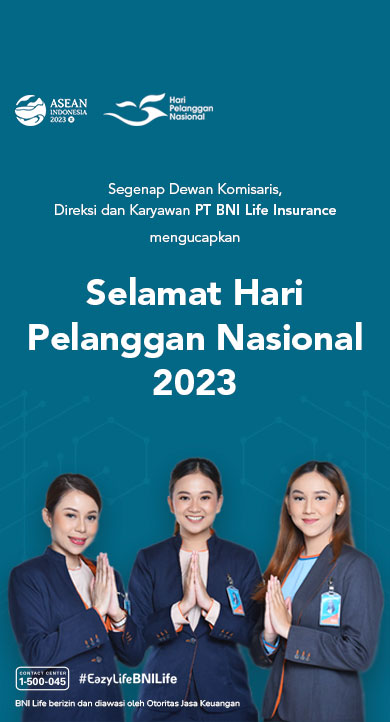 ASEAN
INDONESIA
2023
Hari
Pelanggan
Nasional
Segenap Dewan Komisaris,
Direksi dan Karyawan PT BNI Life Insurance
mengucapkan
Selamat Hari
Pelanggan Nasional
2023
CONTACT CENTER
1-500-045
#EazyLifeBNILife
BNI Life berizin dan diawasi oleh Otoritas Jasa Keuangan